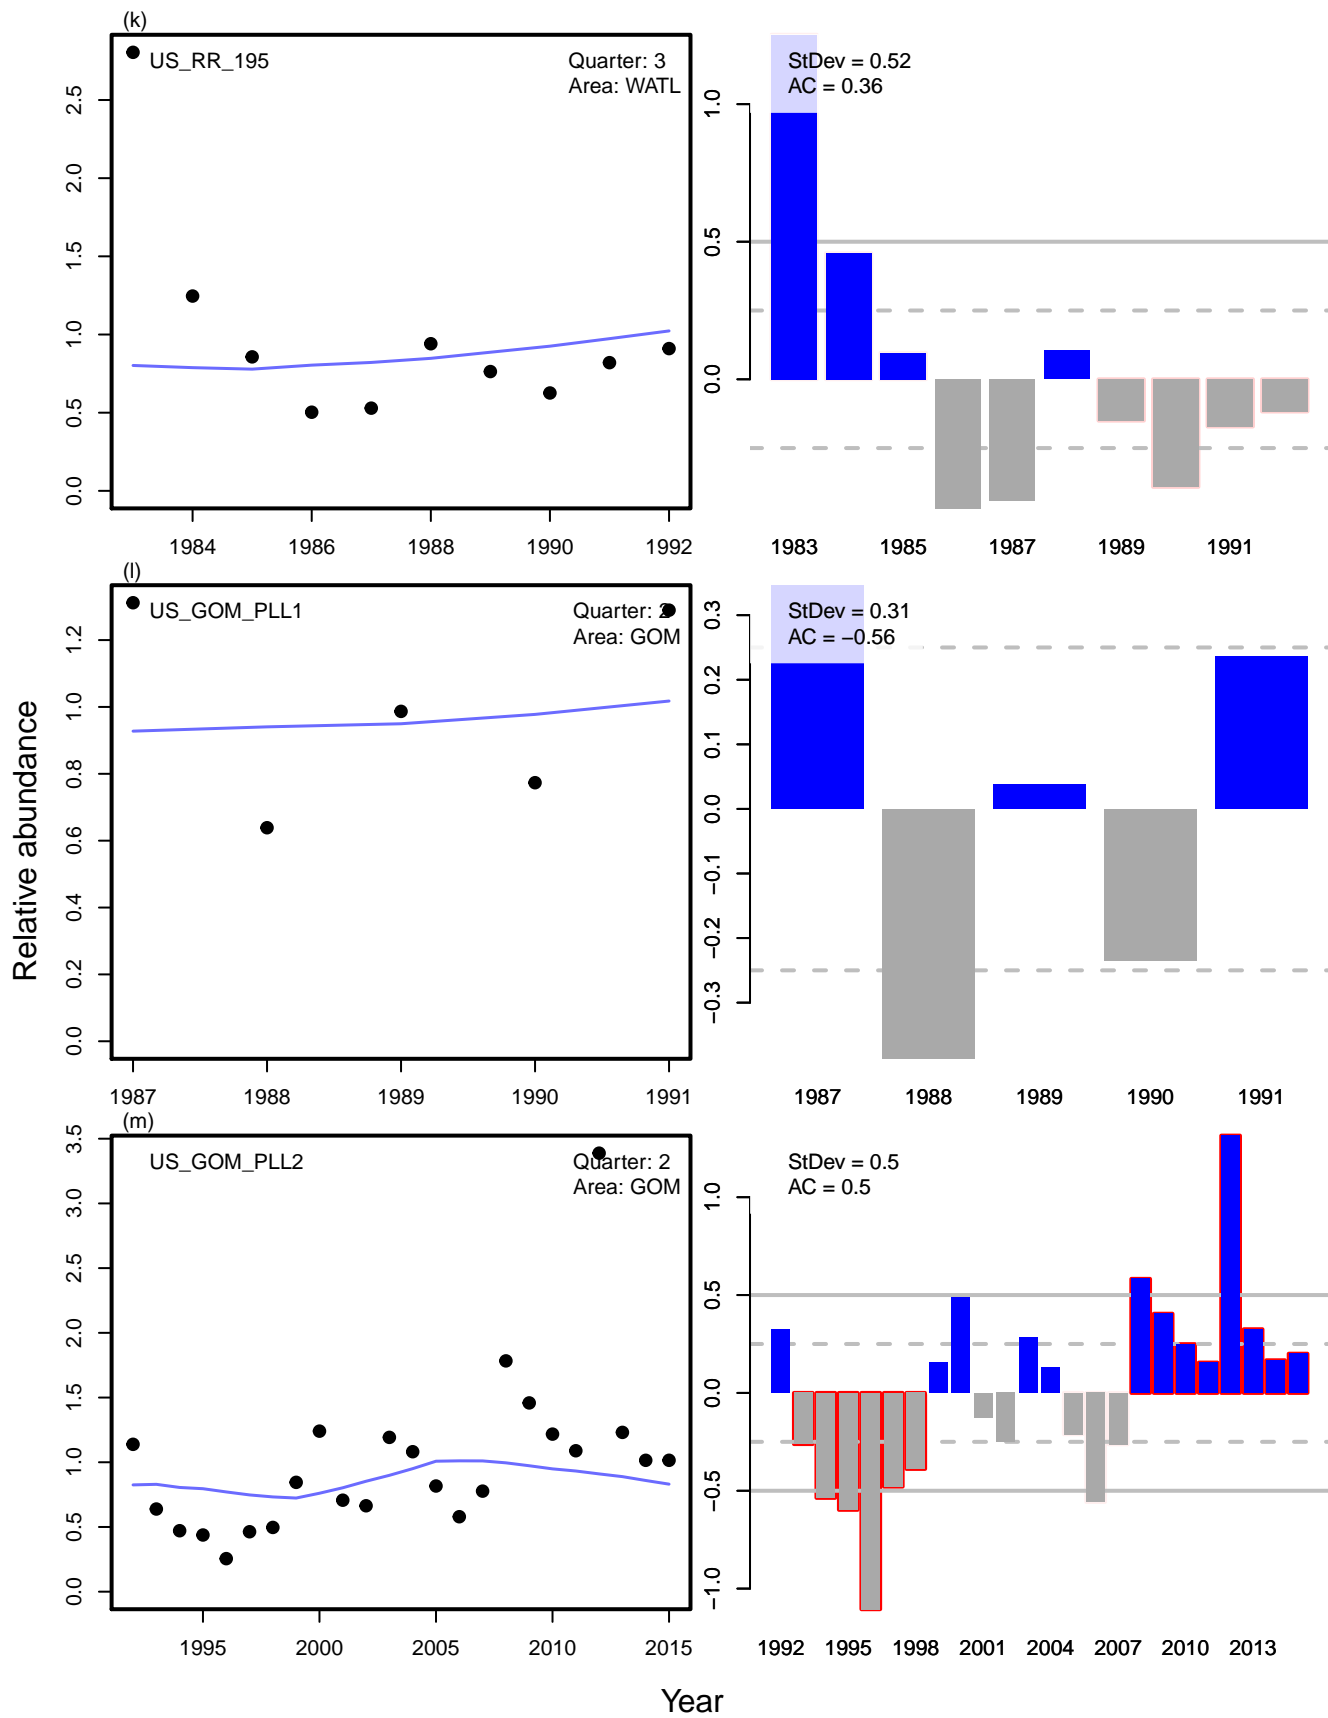 (k)
US_RR_195
Quarter: 3
Area: WATL
StDev = 0.52
AC = 0.36
0.0 0.5 1.0 1.5 2.0 2.5
0.0 0.5 1.0
1984 1986 1988 1990 1992
1983 1985 1987 1989 1991
(l)
US_GOM_PLL1
Quarter: 2
Area: GOM
StDev = 0.31
AC = −0.56
0.0 0.2 0.4 0.6 0.8 1.0 1.2
−0.3 −0.2 −0.1 0.0 0.1 0.2 0.3
1987 1988 1989 1990 1991
1987 1988 1989 1990 1991
Relative abundance
(m)
US_GOM_PLL2
Quarter: 2
Area: GOM
StDev = 0.5
AC = 0.5
0.0 0.5 1.0 1.5 2.0 2.5 3.0 3.5
−1.0 −0.5 0.0 0.5 1.0
1995 2000 2005 2010 2015
1992 1995 1998 2001 2004 2007 2010 2013
Year